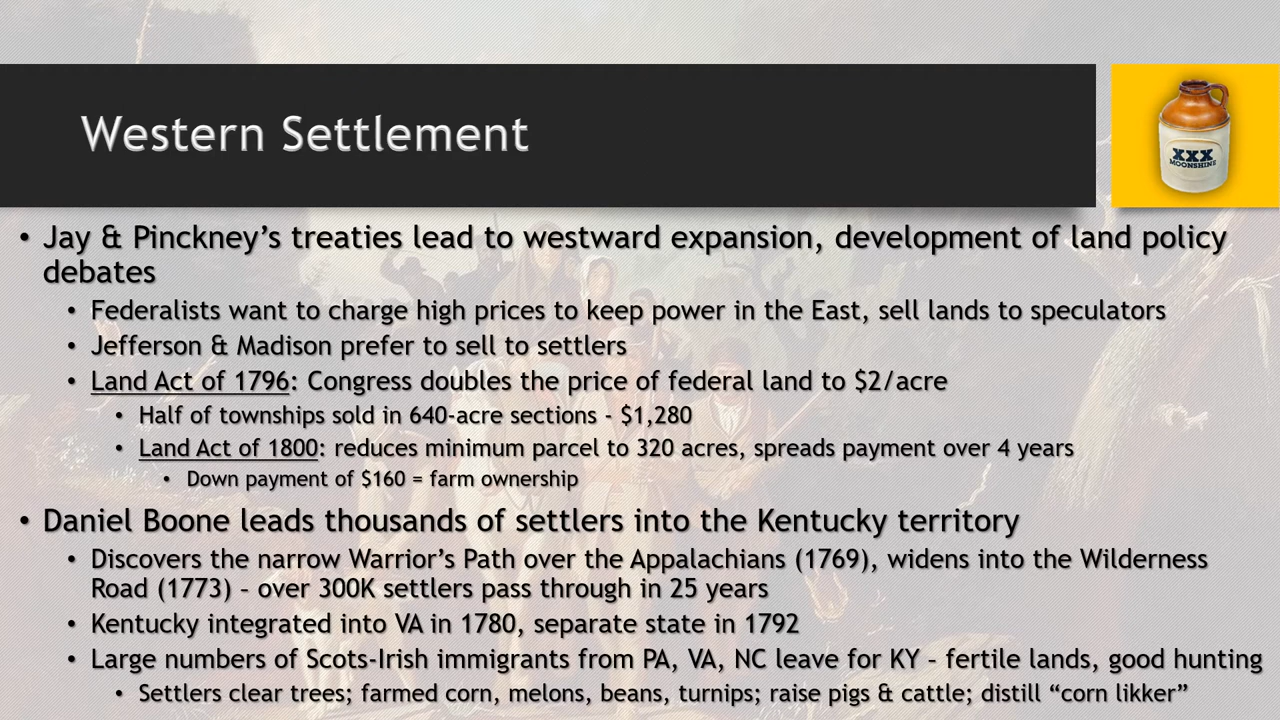 Western Settlement
XXX
MOONSHINE
• Jay & Pinckney’s treaties lead to westward expansion, development of land policy
debates
• Federalists want to charge high prices to keep power in the East, sell lands to speculators
• Jefferson & Madison prefer to sell to settlers
• Land Act of 1796: Congress doubles the price of federal land to $2/acre
• Half of townships sold in 640-acre sections - $1,280
• Land Act of 1800: reduces minimum parcel to 320 acres, spreads payment over 4 years
• Down payment of $160 = farm ownership
• Daniel Boone leads thousands of settlers into the Kentucky territory
• Discovers the narrow Warrior’s Path over the Appalachians (1769), widens into the Wilderness
Road (1773) – over 300K settlers pass through in 25 years
• Kentucky integrated into VA in 1780, separate state in 1792
• Large numbers of Scots-Irish immigrants from PA, VA, NC leave for KY – fertile lands, good hunting
• Settlers clear trees; farmed corn, melons, beans, turnips; raise pigs & cattle; distill “corn likker”